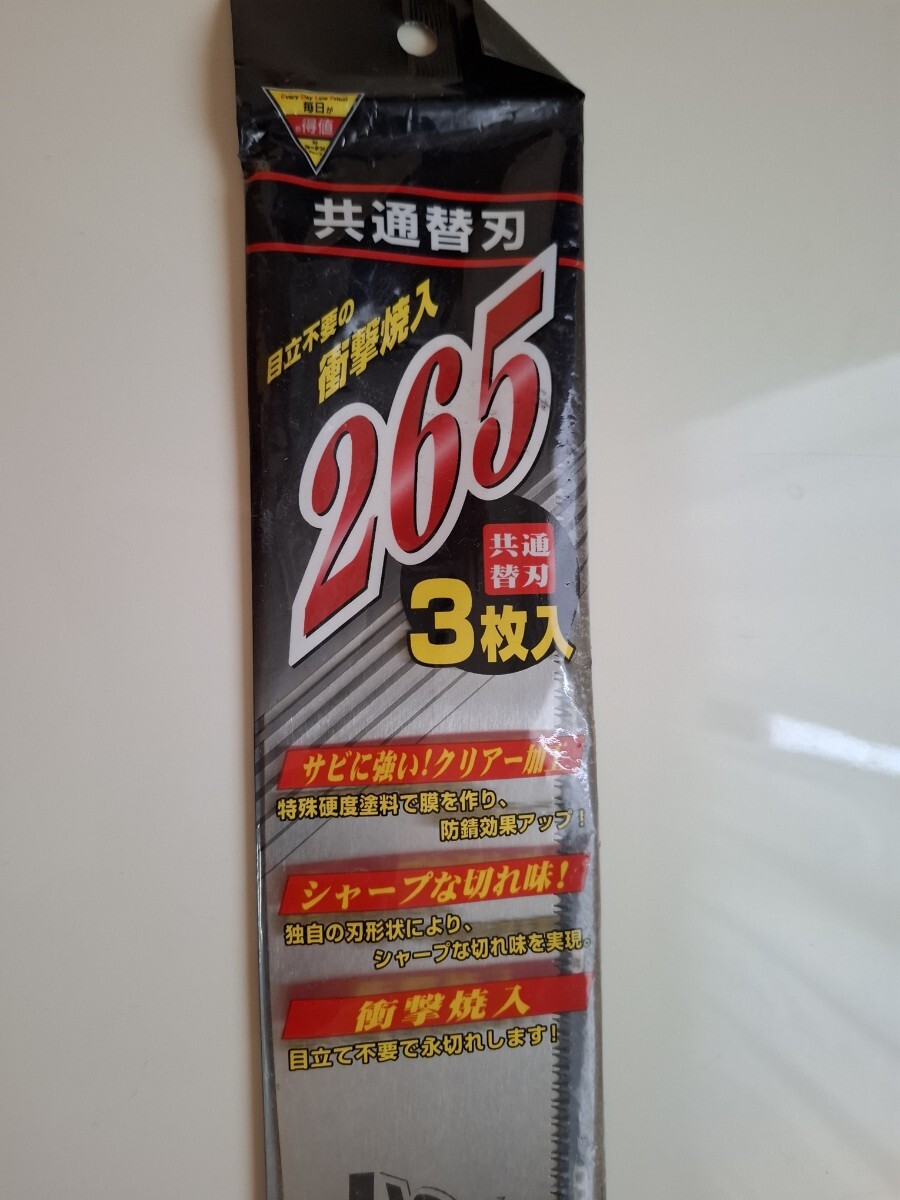 毎日が
得値
共通替刃
目立不要の
衝撃焼入
265
共通
替刃
3枚入
サビに強い!クリアー加工
特殊硬度塗料で膜を作り、
防錆効果アップ!
シャープな切れ味!
独自の刃形状により、
シャープな切れ味を実現。
衝撃焼入
目立て不要で永切れします!